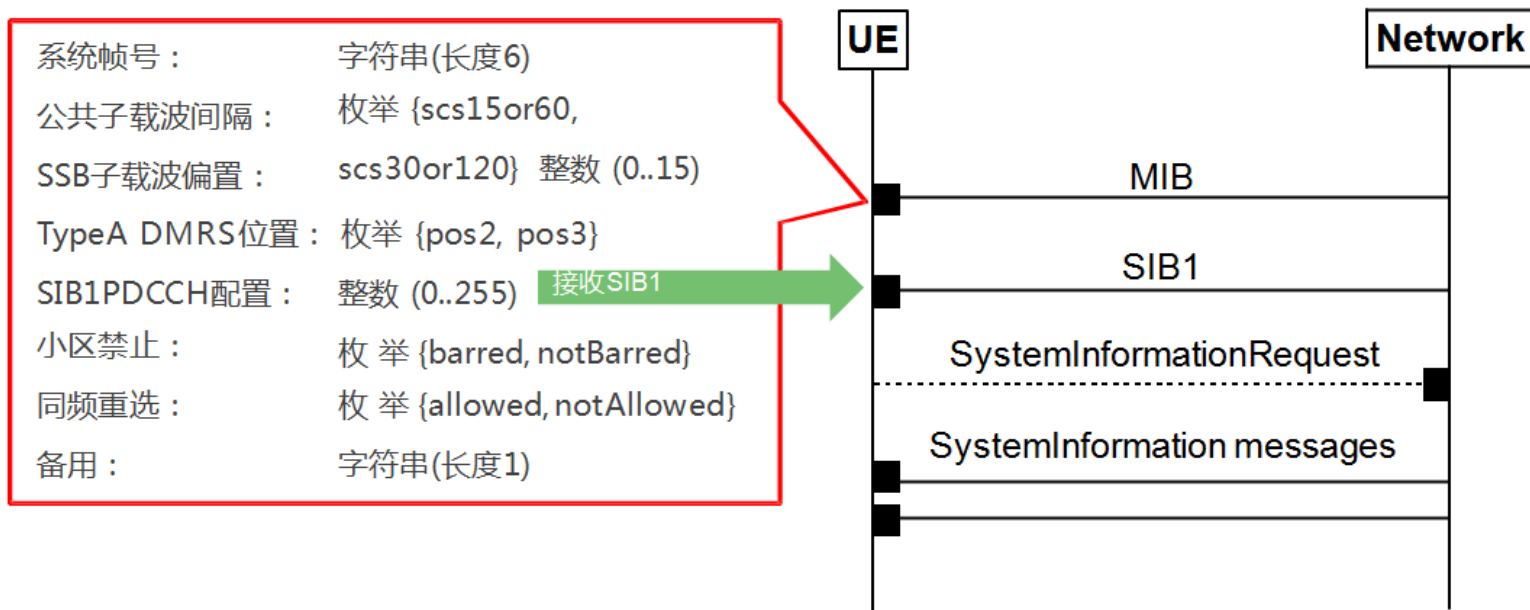 系统帧号： 字符串(长度6)
公共子载波间隔： 枚举 {scs15or60,
SSB子载波偏置： scs30or120} 整数 (0..15)
TypeA DMRS位置： 枚举 {pos2, pos3}
SIB1PDCCH配置： 整数 (0..255)
小区禁止： 枚 举 {barred, notBarred}
同频重选： 枚 举 {allowed, notAllowed}
备用： 字符串(长度1)
接收SIB1
UE
Network
MIB
SIB1
SystemInformationRequest
SystemInformation messages